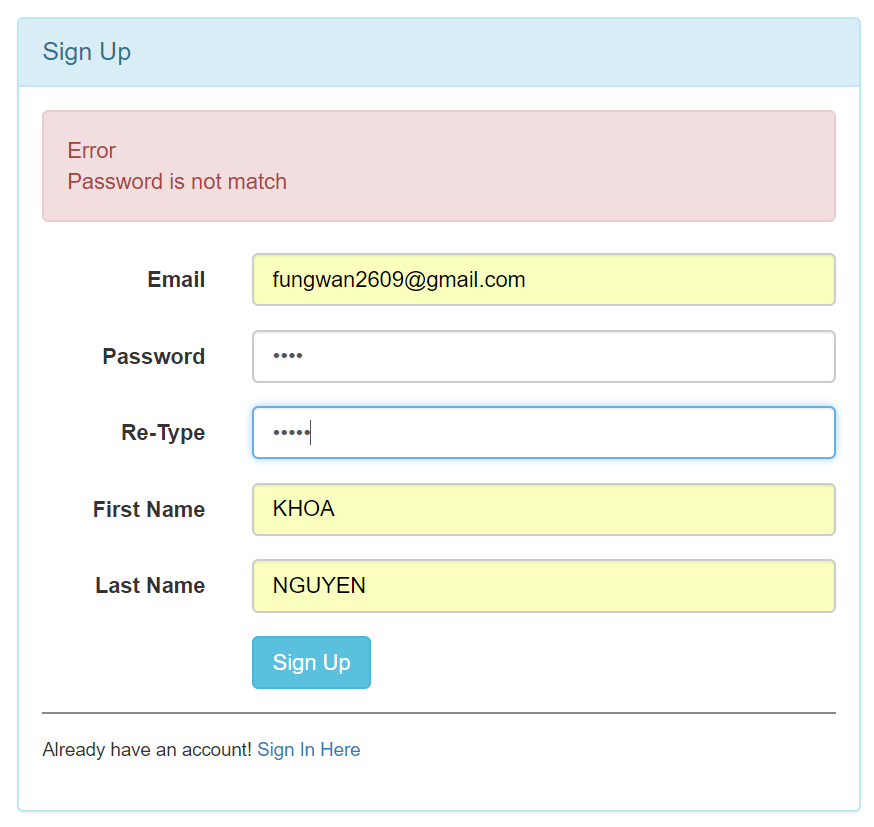 Sign Up
Error
Password is not match
Email fungwan2609@gmail.com
Password ••••
Re-Type •••••
First Name KHOA
Last Name NGUYEN
Sign Up
Already have an account! Sign In Here